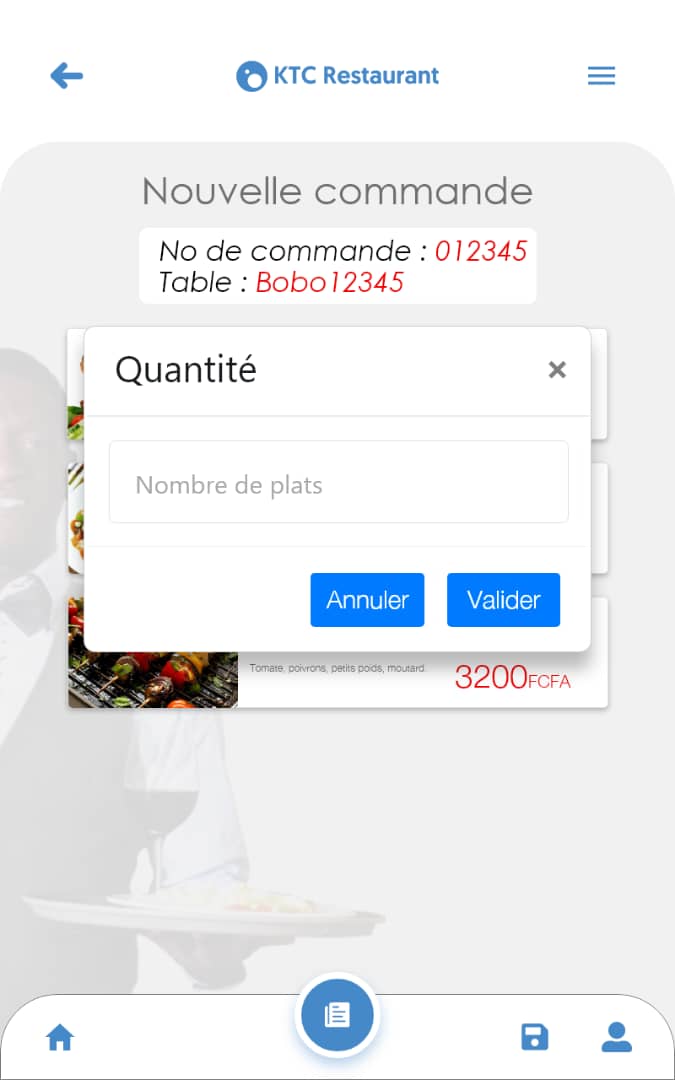 KTC Restaurant
Nouvelle commande
No de commande : 012345
Table : Bobo12345
Quantité
×
Nombre de plats
Annuler
Valider
Tomate, poivrons, petits poids, moutard.
3200FCFA